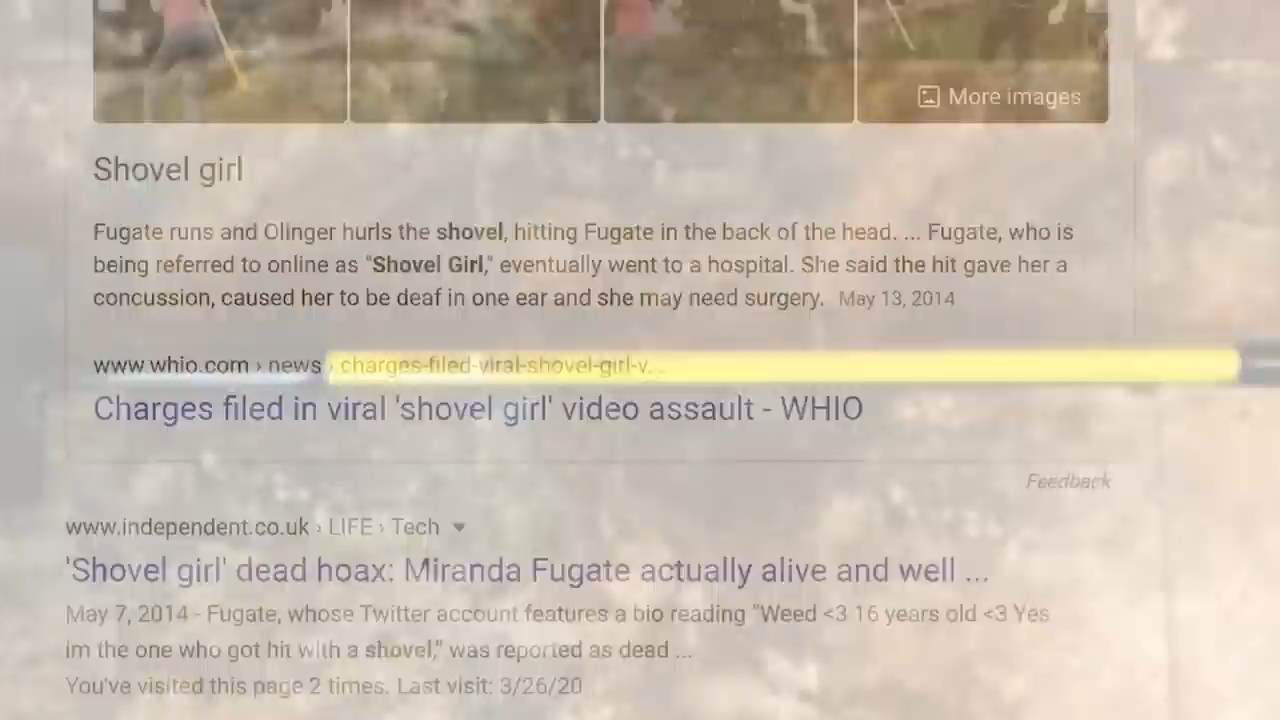 More images
Shovel girl
Fugate runs and Olinger hurls the shovel, hitting Fugate in the back of the head. ... Fugate, who is
being referred to online as "Shovel Girl," eventually went to a hospital. She said the hit gave her a
concussion, caused her to be deaf in one ear and she may need surgery. May 13, 2014
www.whio.com › news › charges-filed-viral-shovel-girl-v...
Charges filed in viral 'shovel girl' video assault - WHIO
Feedback
www.independent.co.uk › LIFE › Tech
'Shovel girl' dead hoax: Miranda Fugate actually alive and well ...
May 7, 2014 - Fugate, whose Twitter account features a bio reading "Weed <3 16 years old <3 Yes
im the one who got hit with a shovel," was reported as dead ...
You've visited this page 2 times. Last visit: 3/26/20